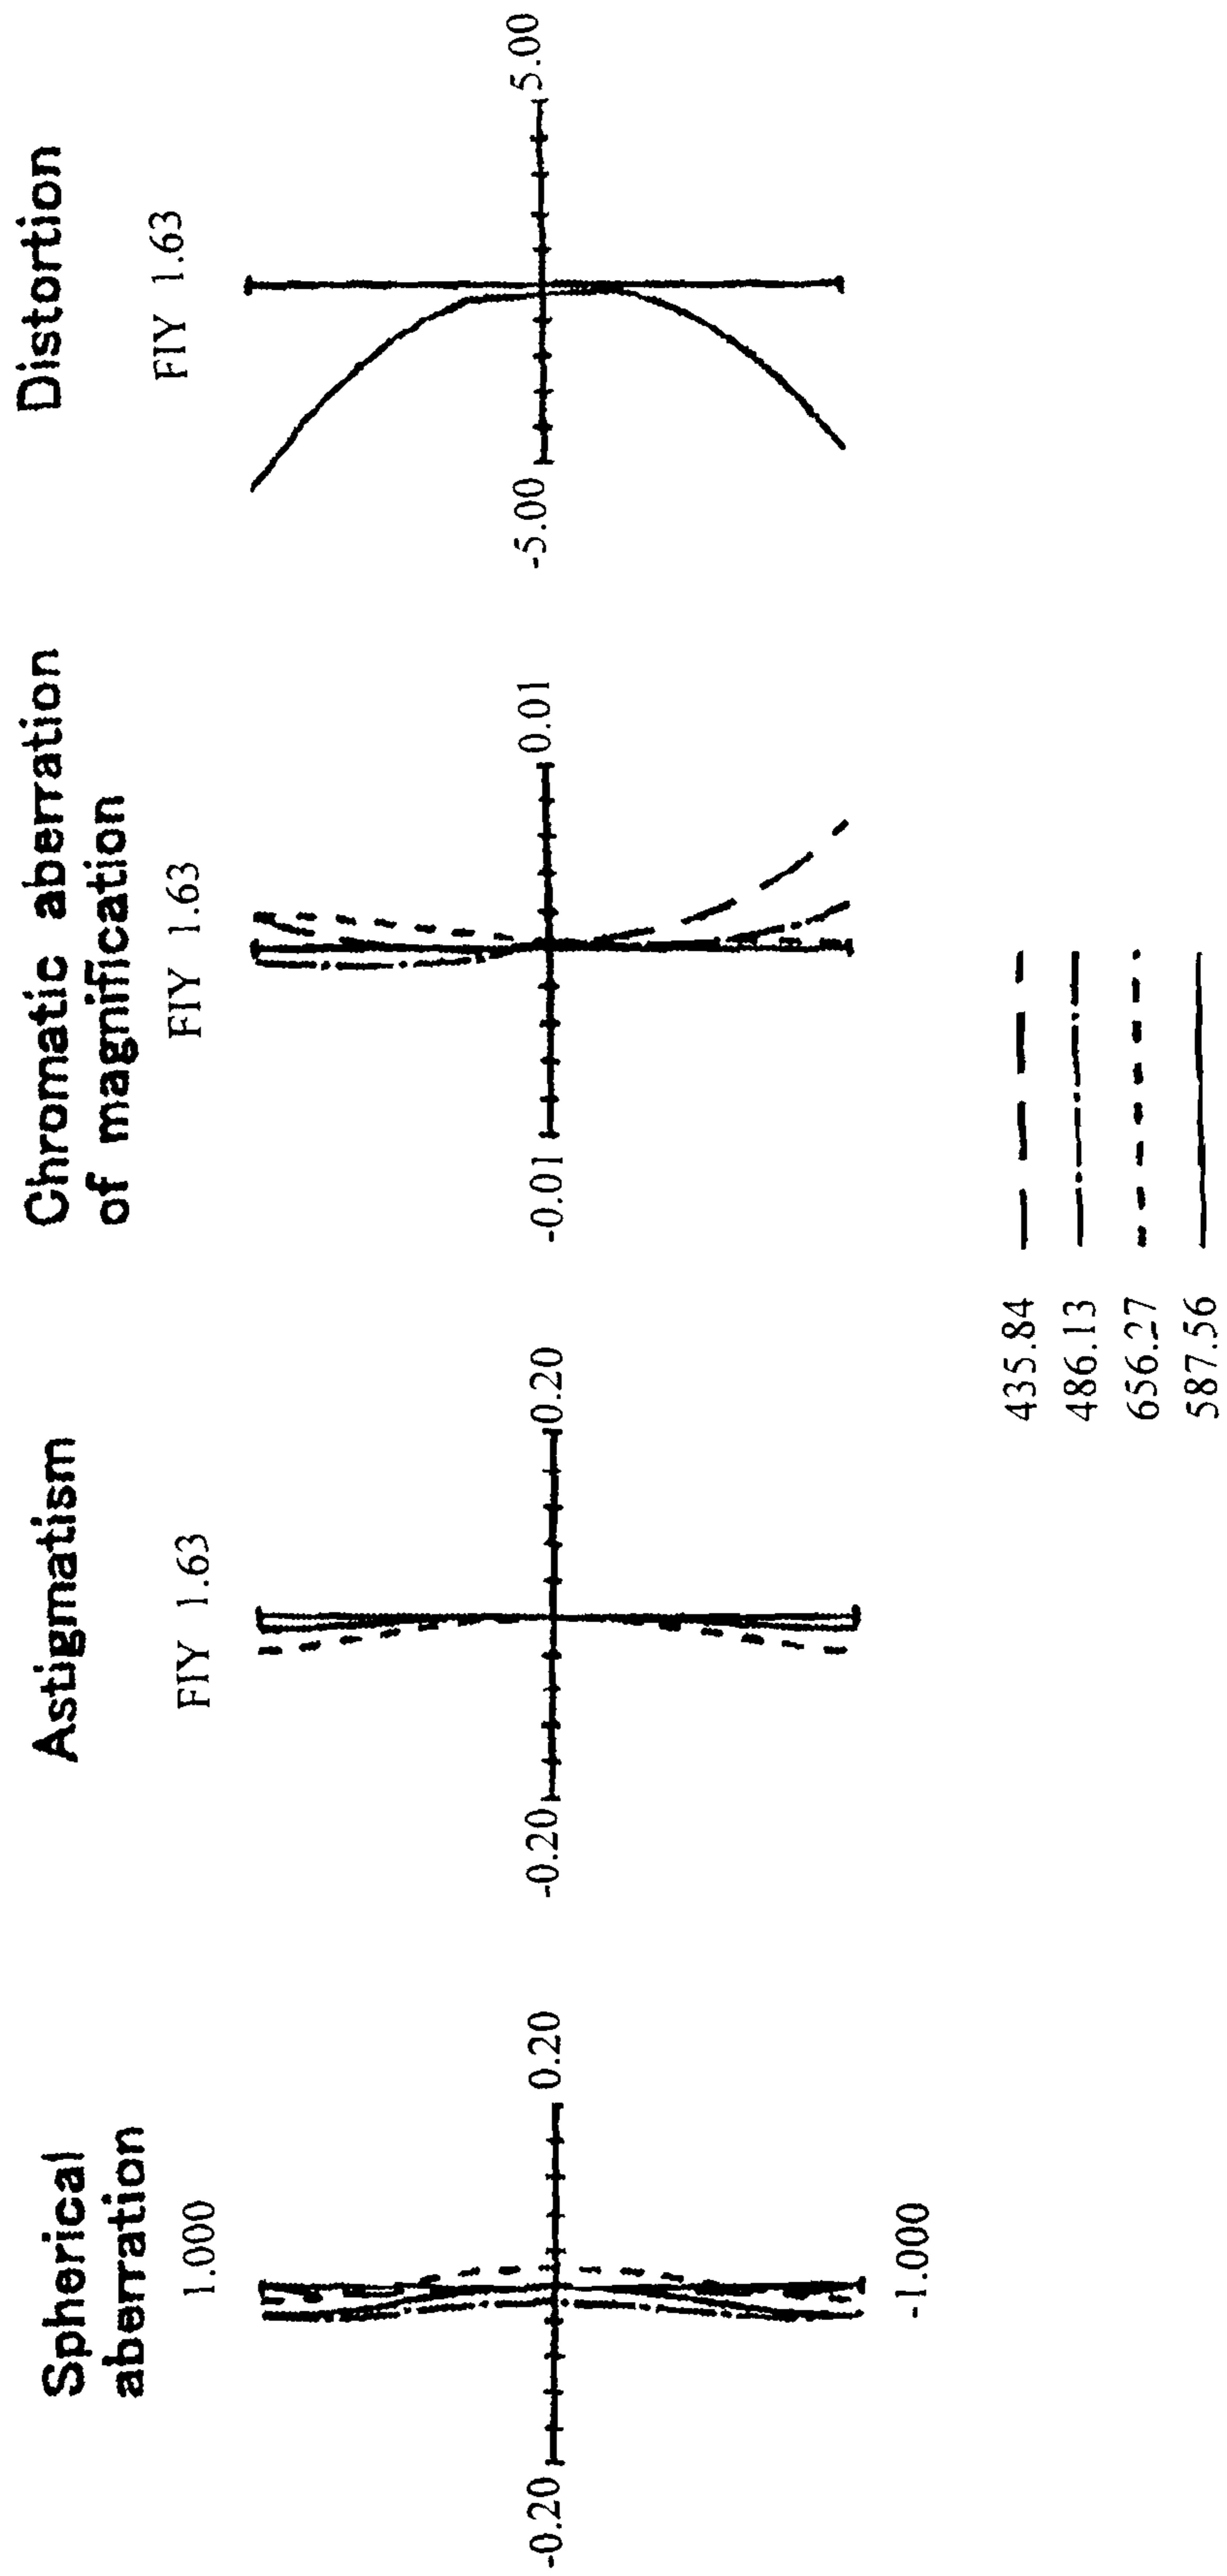 Spherical
aberration
1.000
-0.20
0.20
-1.000
Astigmatism
FIY 1.63
-0.20
0.20
Chromatic aberration
of magnification
FIY 1.63
-0.01
0.01
Distortion
FIY 1.63
-5.00
5.00
435.84
486.13
656.27
587.56